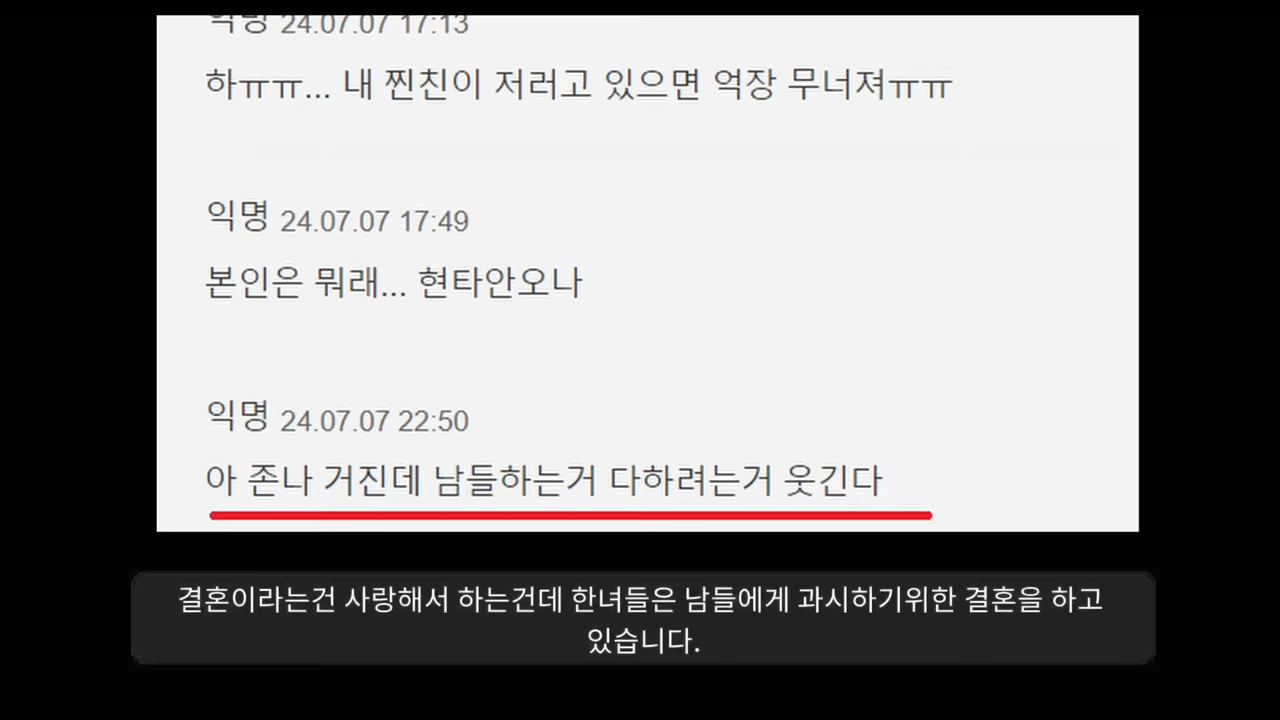 익명 24.07.07 17:13
하ㅠㅠ... 내 찐친이 저러고 있으면 억장 무너져ㅠㅠ
익명 24.07.07 17:49
본인은 뭐래... 현타안오나
익명 24.07.07 22:50
아 존나 거진데 남들하는거 다하려는거 웃긴다
결혼이라는건 사랑해서 하는건데 한녀들은 남들에게 과시하기위한 결혼을 하고
있습니다.